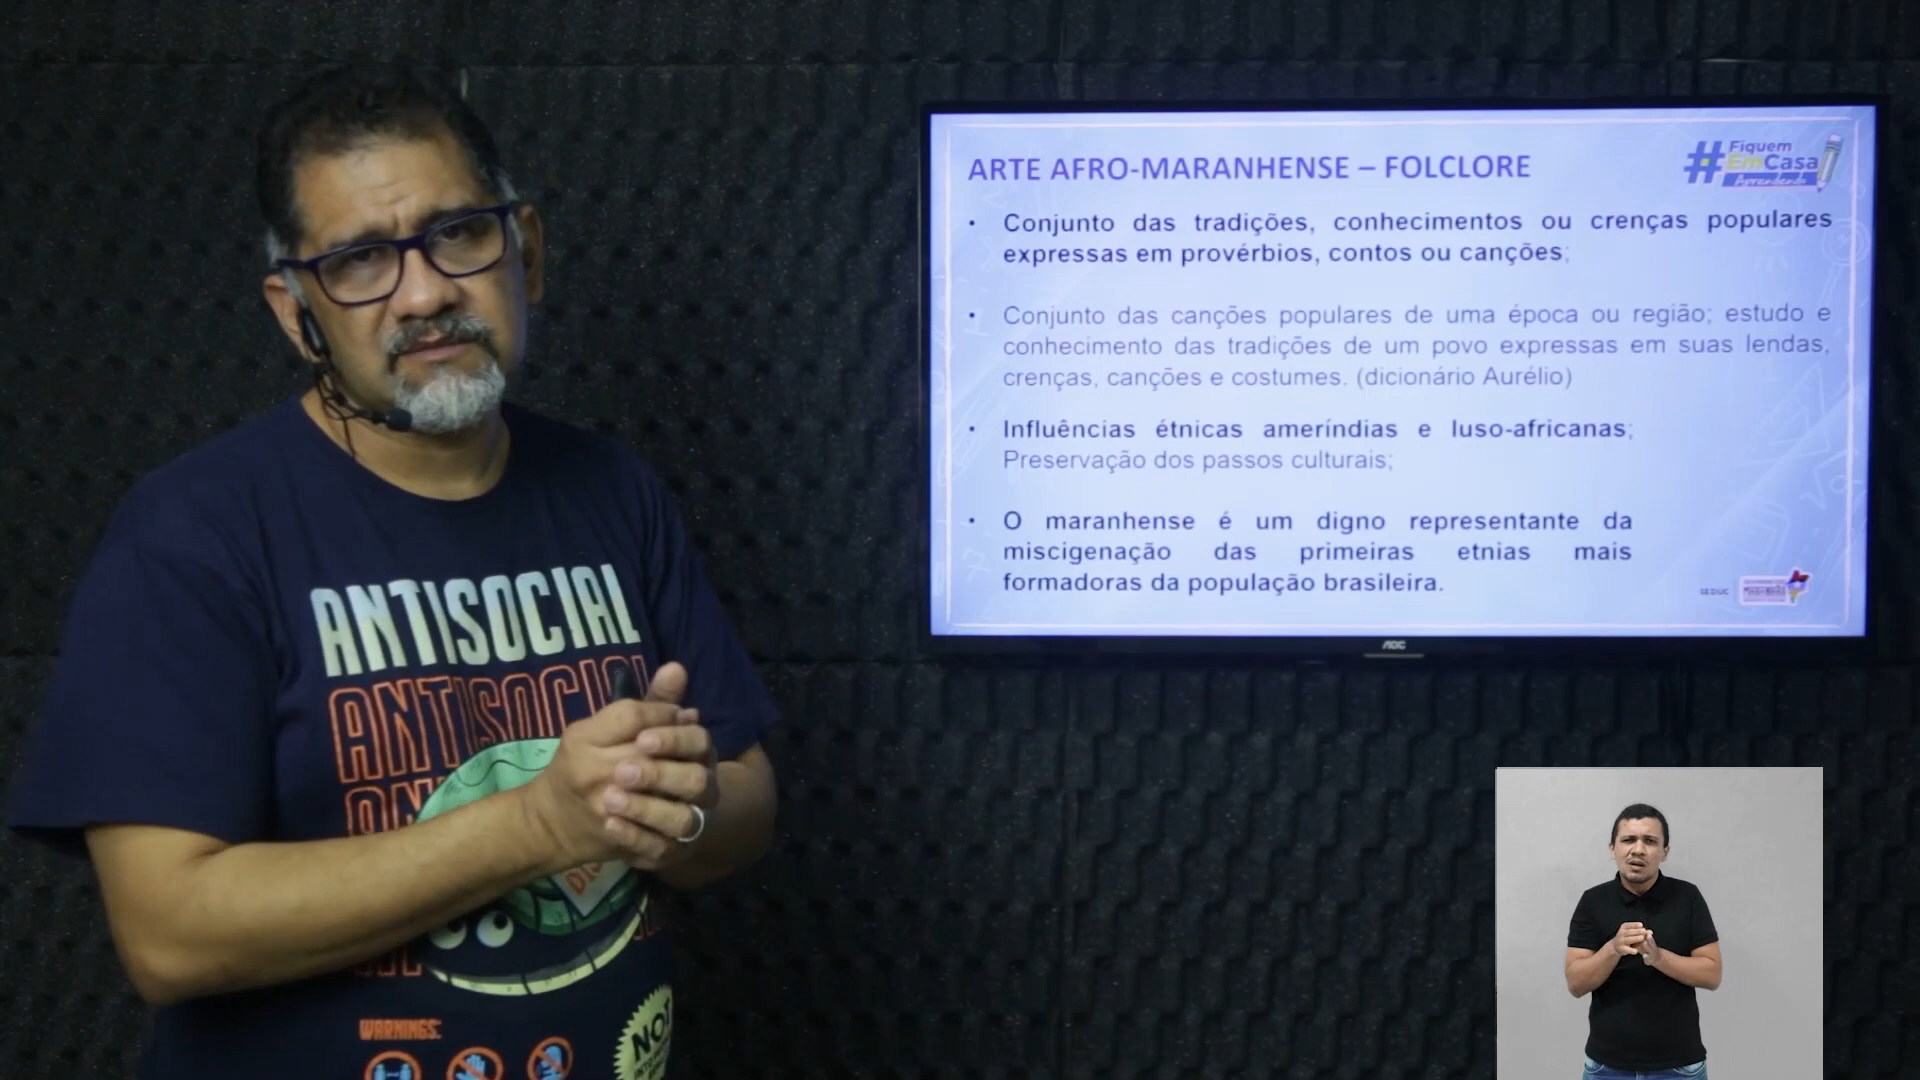 ARTE AFRO-MARANHENSE – FOLCLORE
#Fiquem
EmCasa
Aprendendo
• Conjunto das tradições, conhecimentos ou crenças populares
expressas em provérbios, contos ou canções;
• Conjunto das canções populares de uma época ou região; estudo e
conhecimento das tradições de um povo expressas em suas lendas,
crenças, canções e costumes. (dicionário Aurélio)
• Influências étnicas ameríndias e luso-africanas;
Preservação dos passos culturais;
• O maranhense é um digno representante da
miscigenação das primeiras etnias mais
formadoras da população brasileira.
SEDUC
AOC
ANTISOCIAL
ANTISOCIAL
WARNINGS:
NOT